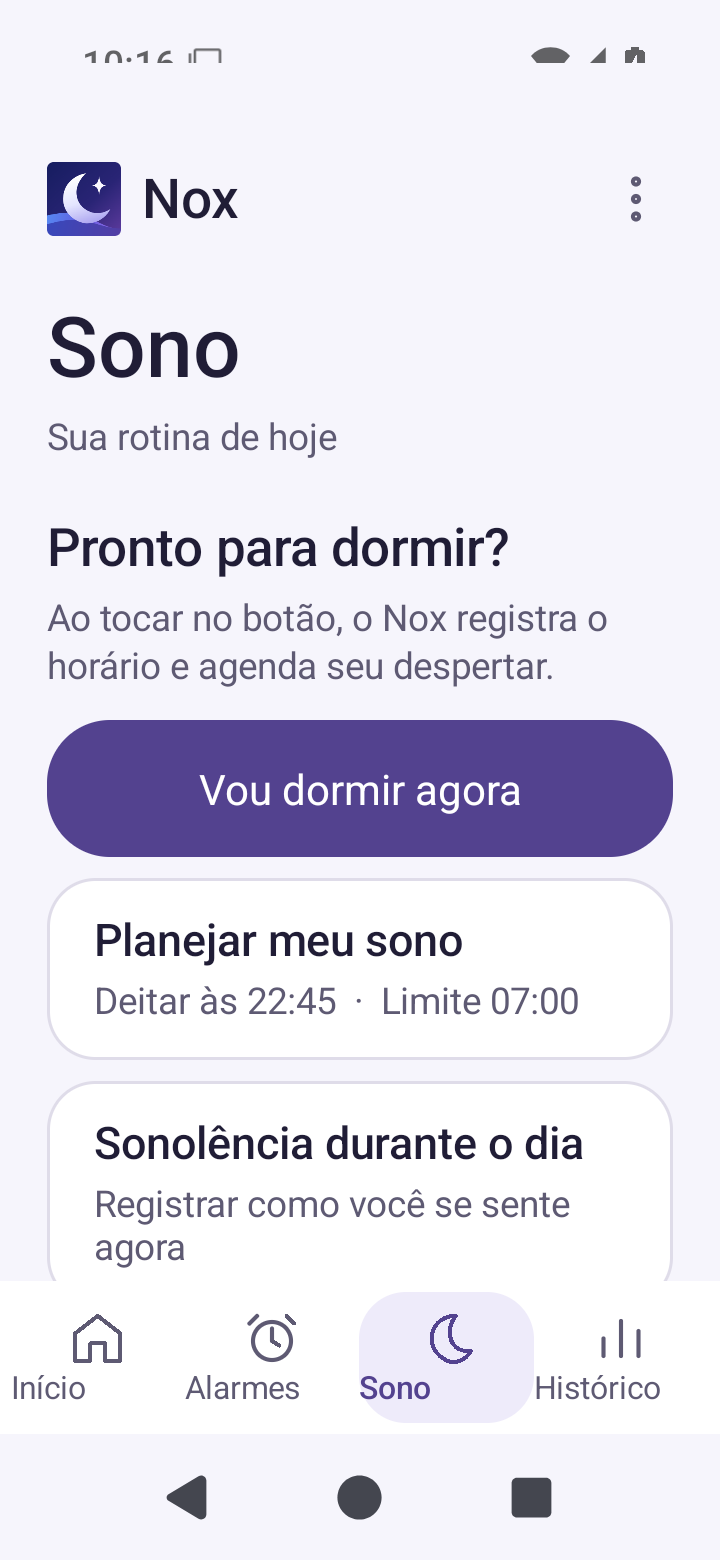 10:16
Nox
Sono
Sua rotina de hoje
Pronto para dormir?
Ao tocar no botão, o Nox registra o
horário e agenda seu despertar.
Vou dormir agora
Planejar meu sono
Deitar às 22:45 · Limite 07:00
Sonolência durante o dia
Registrar como você se sente
agora
Início
Alarmes
Sono
Histórico